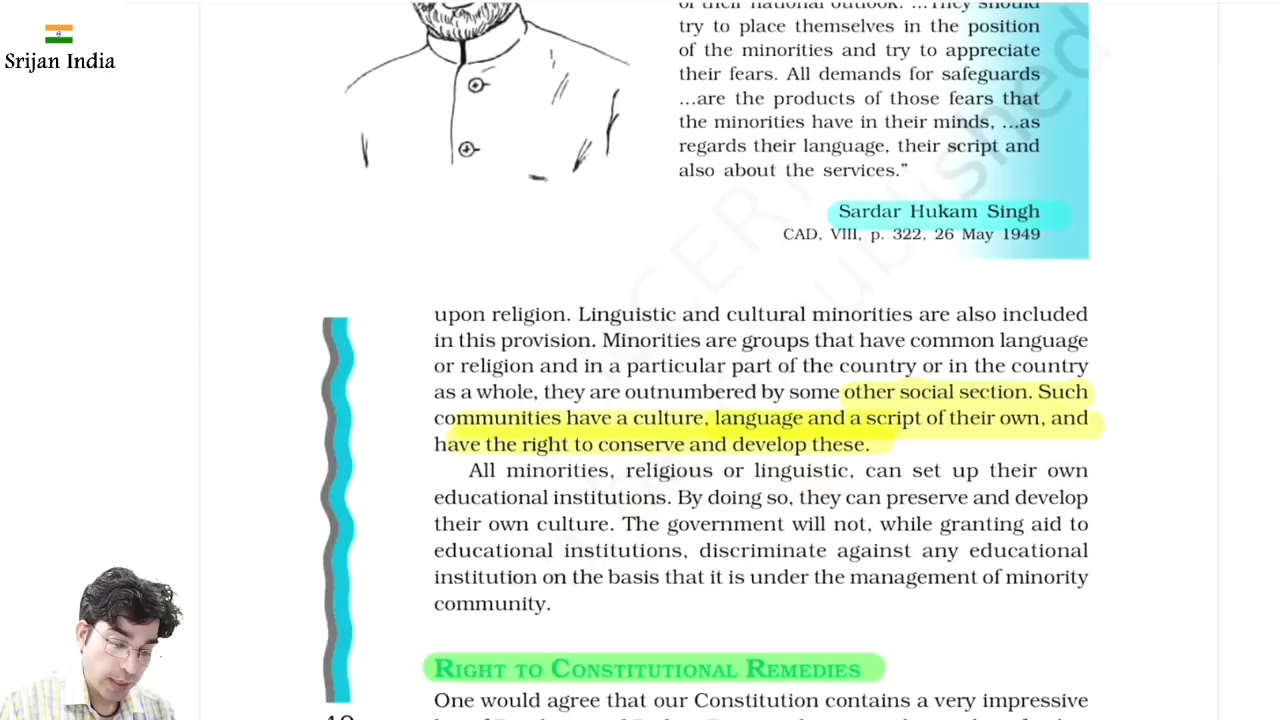 Srijan India
of their national outlook. ...They should
try to place themselves in the position
of the minorities and try to appreciate
their fears. All demands for safeguards
...are the products of those fears that
the minorities have in their minds, ...as
regards their language, their script and
also about the services.”
Sardar Hukam Singh
CAD, VIII, p. 322, 26 May 1949
upon religion. Linguistic and cultural minorities are also included
in this provision. Minorities are groups that have common language
or religion and in a particular part of the country or in the country
as a whole, they are outnumbered by some other social section. Such
communities have a culture, language and a script of their own, and
have the right to conserve and develop these.
All minorities, religious or linguistic, can set up their own
educational institutions. By doing so, they can preserve and develop
their own culture. The government will not, while granting aid to
educational institutions, discriminate against any educational
institution on the basis that it is under the management of minority
community.
RIGHT TO CONSTITUTIONAL REMEDIES
One would agree that our Constitution contains a very impressive